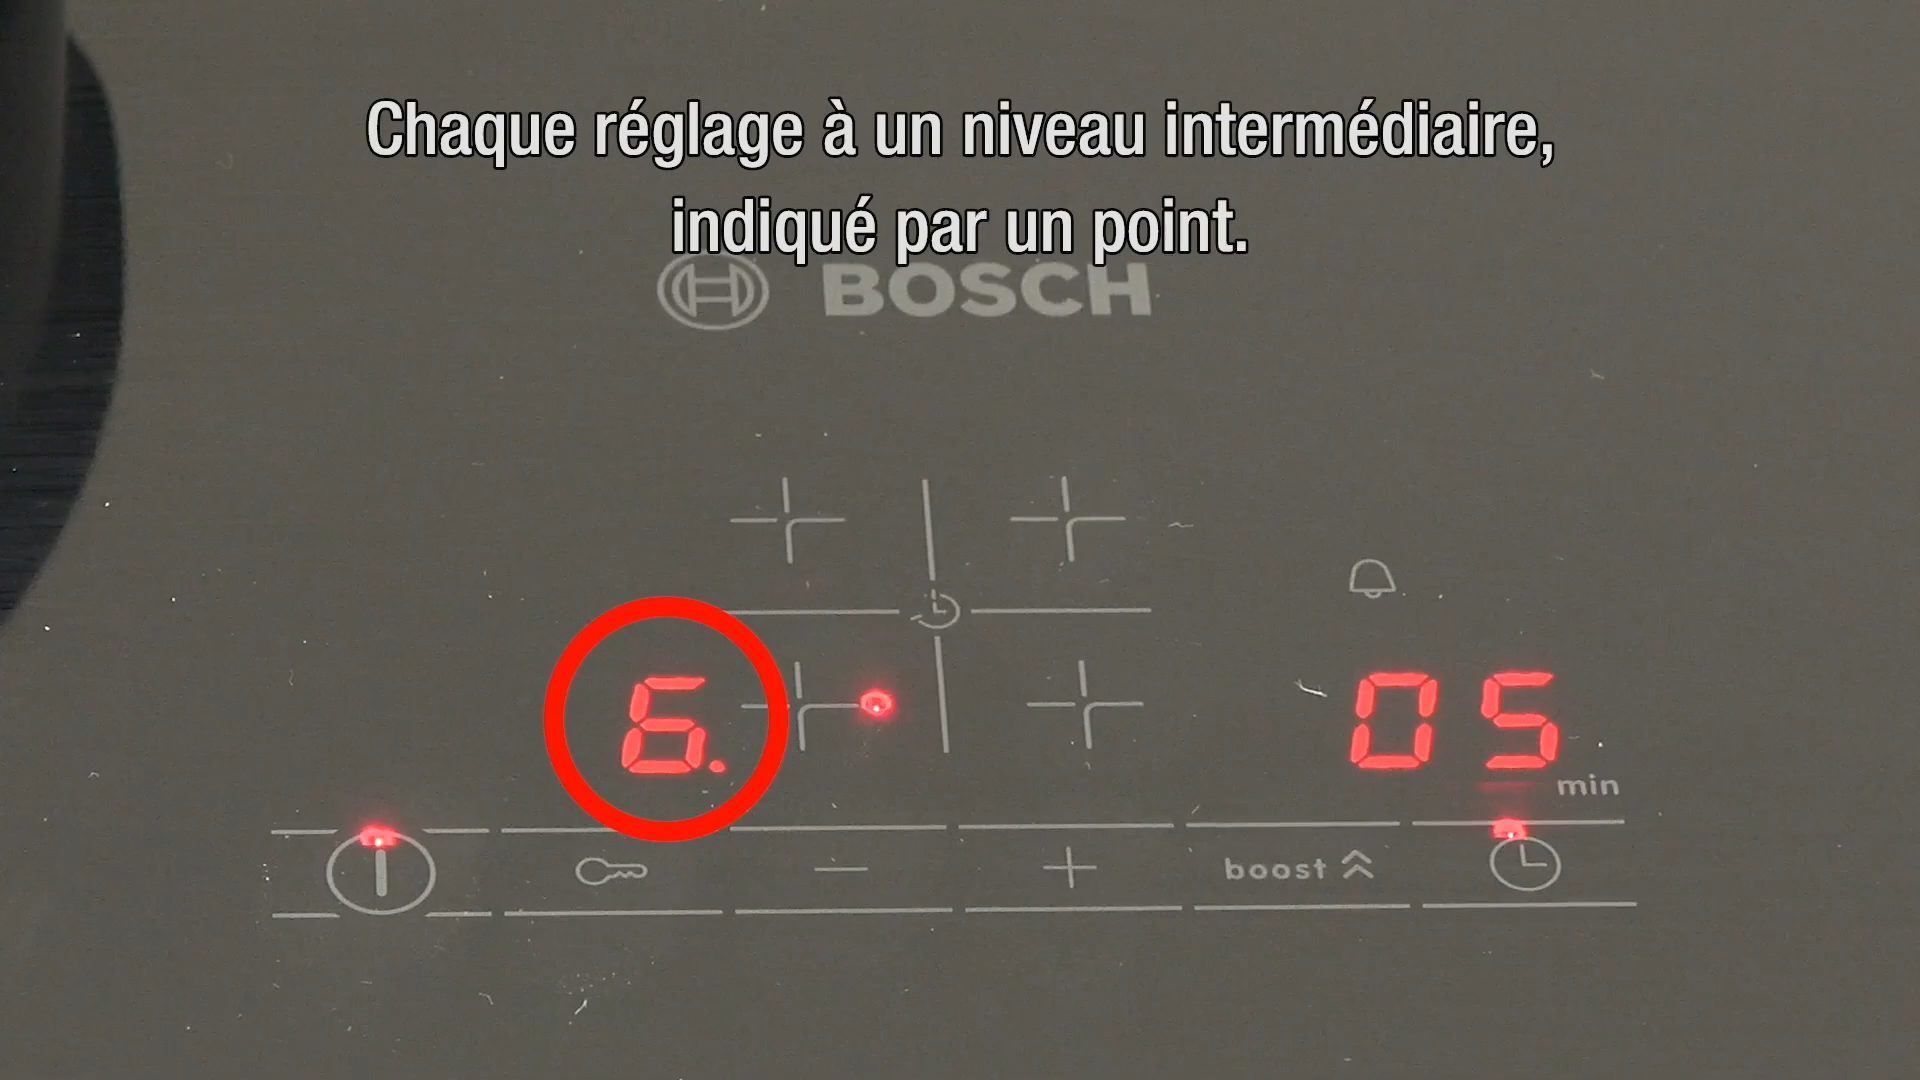 Chaque réglage à un niveau intermédiaire,
indiqué par un point.
BOSCH
6. 05
min
boost